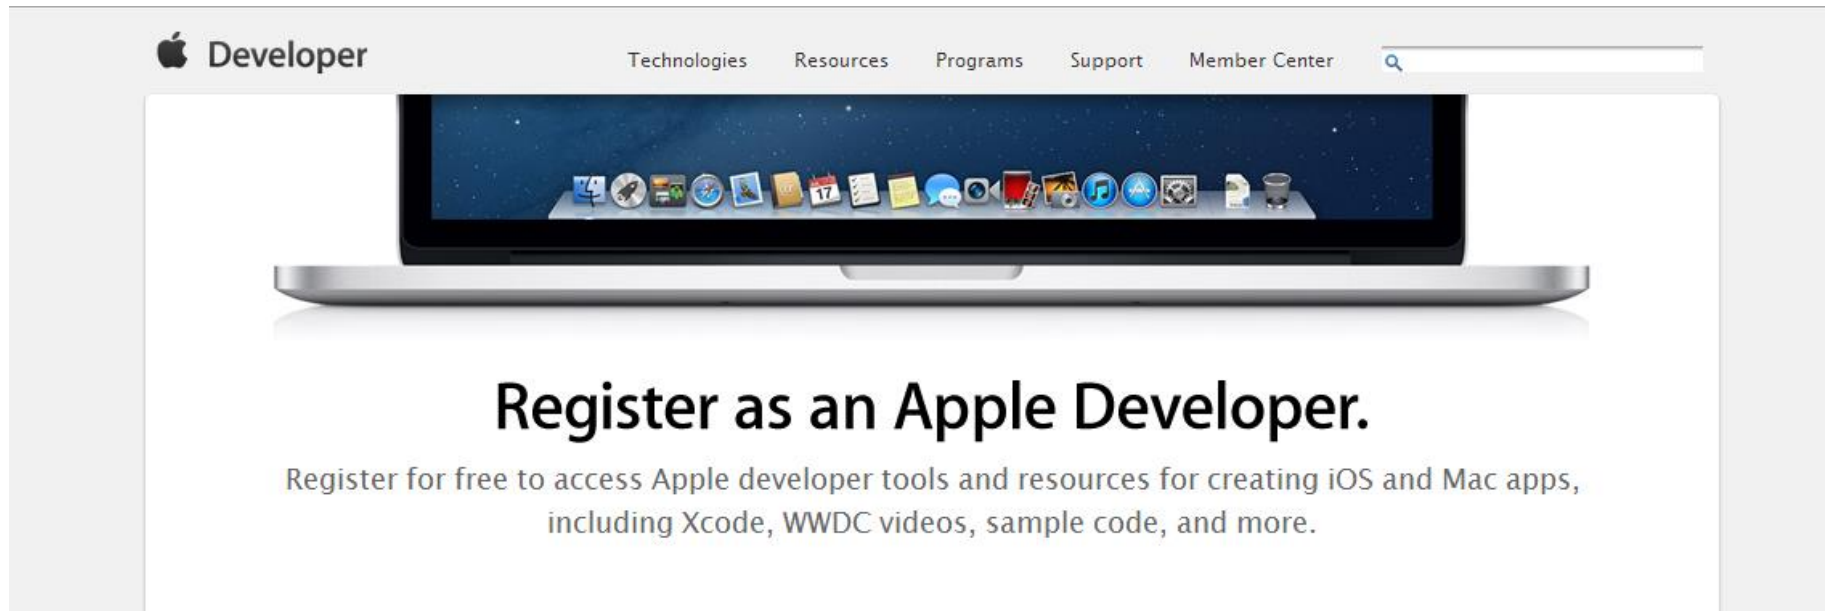 Developer
Technologies Resources Programs Support Member Center
17
Register as an Apple Developer.
Register for free to access Apple developer tools and resources for creating iOS and Mac apps,
including Xcode, WWDC videos, sample code, and more.